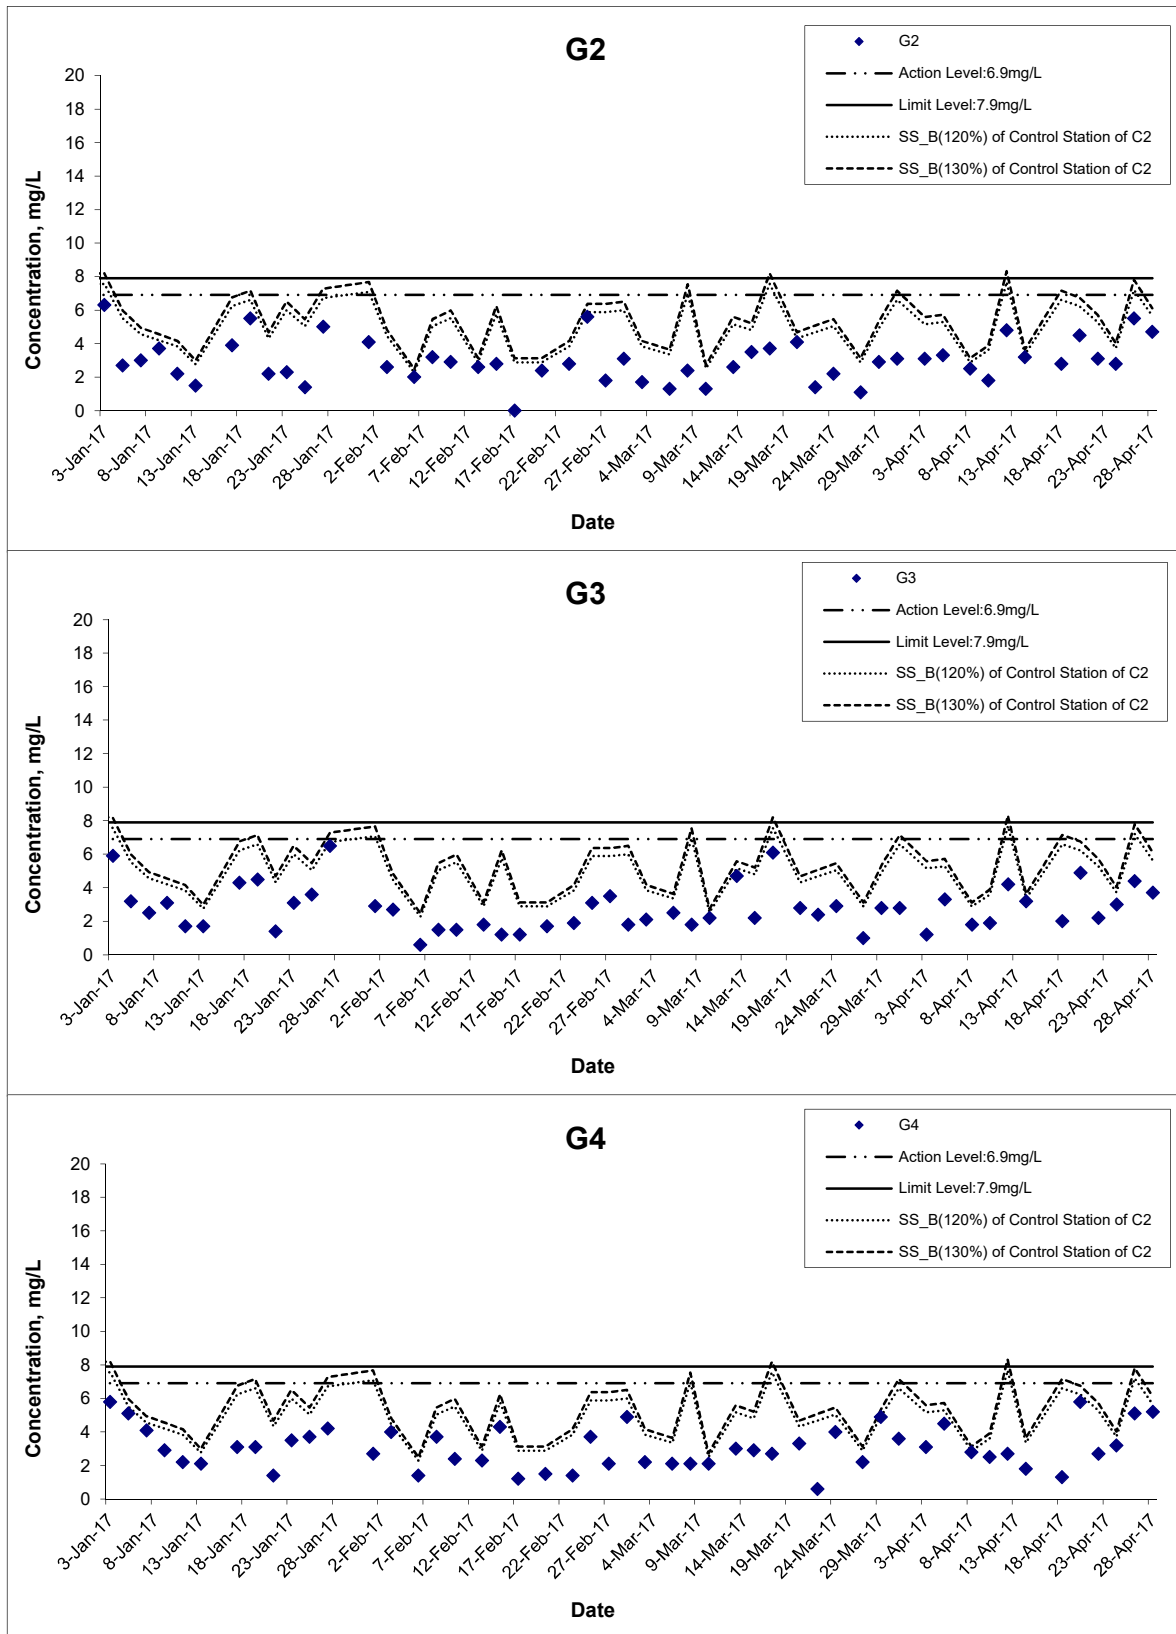 G2
G2
Action Level:6.9mg/L
Limit Level:7.9mg/L
SS_B(120%) of Control Station of C2
SS_B(130%) of Control Station of C2
Concentration, mg/L
20
18
16
14
12
10
8
6
4
2
0
3-Jan-17
8-Jan-17
13-Jan-17
18-Jan-17
23-Jan-17
28-Jan-17
2-Feb-17
7-Feb-17
12-Feb-17
17-Feb-17
22-Feb-17
27-Feb-17
4-Mar-17
9-Mar-17
14-Mar-17
19-Mar-17
24-Mar-17
29-Mar-17
3-Apr-17
8-Apr-17
13-Apr-17
18-Apr-17
23-Apr-17
28-Apr-17
Date
G3
G3
Action Level:6.9mg/L
Limit Level:7.9mg/L
SS_B(120%) of Control Station of C2
SS_B(130%) of Control Station of C2
Concentration, mg/L
20
18
16
14
12
10
8
6
4
2
0
3-Jan-17
8-Jan-17
13-Jan-17
18-Jan-17
23-Jan-17
28-Jan-17
2-Feb-17
7-Feb-17
12-Feb-17
17-Feb-17
22-Feb-17
27-Feb-17
4-Mar-17
9-Mar-17
14-Mar-17
19-Mar-17
24-Mar-17
29-Mar-17
3-Apr-17
8-Apr-17
13-Apr-17
18-Apr-17
23-Apr-17
28-Apr-17
Date
G4
G4
Action Level:6.9mg/L
Limit Level:7.9mg/L
SS_B(120%) of Control Station of C2
SS_B(130%) of Control Station of C2
Concentration, mg/L
20
18
16
14
12
10
8
6
4
2
0
3-Jan-17
8-Jan-17
13-Jan-17
18-Jan-17
23-Jan-17
28-Jan-17
2-Feb-17
7-Feb-17
12-Feb-17
17-Feb-17
22-Feb-17
27-Feb-17
4-Mar-17
9-Mar-17
14-Mar-17
19-Mar-17
24-Mar-17
29-Mar-17
3-Apr-17
8-Apr-17
13-Apr-17
18-Apr-17
23-Apr-17
28-Apr-17
Date